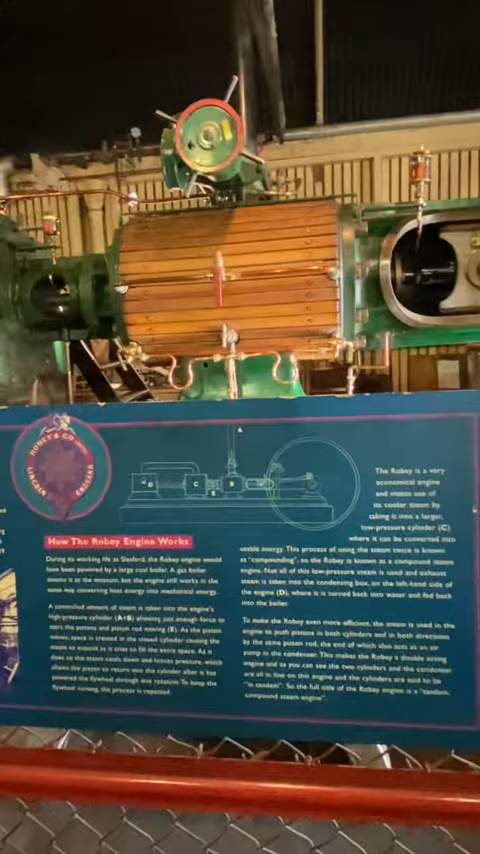 ROBEY & CO
LINCOLN
ENGLAND
A
D
C
E
B
How The Robey Engine Works
During its working life at Sleaford, the Robey engine would
have been powered by a large coal boiler. A gas boiler
steams it at the museum, but the engine still works in the
same way converting heat energy into mechanical energy.
A controlled amount of steam is taken into the engine's
high-pressure cylinder (A+B) allowing just enough force to
start the pistons and piston rod moving (E). As the piston
moves, space is created in the closed cylinder causing the
steam to expand as it tries to fill the extra space. As it
does so the steam cools down and loses pressure, which
allows the piston to return into the cylinder after it has
powered the flywheel through one rotation. To keep the
flywheel turning, the process is repeated.
The Robey is a very
economical engine
and makes use of
its cooler steam by
taking it into a larger,
low-pressure cylinder (C)
where it can be converted into
usable energy. This process of using the steam twice is known
as "compounding", so the Robey is known as a compound steam
engine. Not all of this low-pressure steam is used and exhaust
steam is taken into the condensing box, on the left-hand side of
the engine (D), where it is turned back into water and fed back
into the boiler.
To make the Robey even more efficient, the steam is used in the
engine to push pistons in both cylinders and in both directions
by the same piston rod, the end of which also acts as an air
pump in the condenser. This makes the Robey a double acting
engine and as you can see the two cylinders and the condenser
are all in line on this engine and the cylinders are said to be
"in tandem". So the full title of the Robey engine is a "tandem,
compound steam engine".